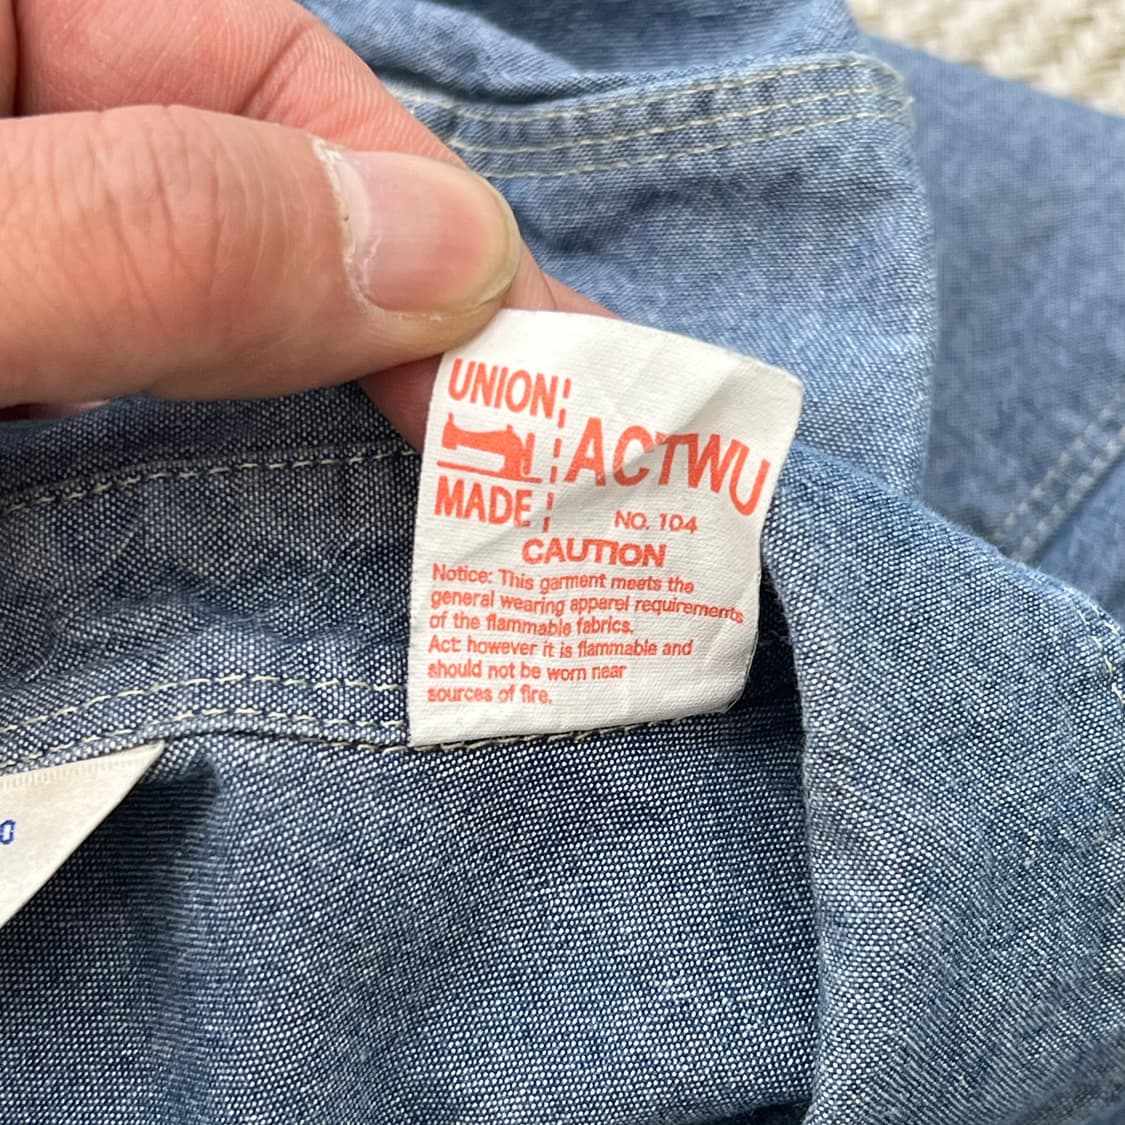 UNION
MADE
ACTWU
NO. 104
CAUTION
Notice: This garment meets the
general wearing apparel requirements
of the flammable fabrics.
Act: however it is flammable and
should not be worn near
sources of fire.
0